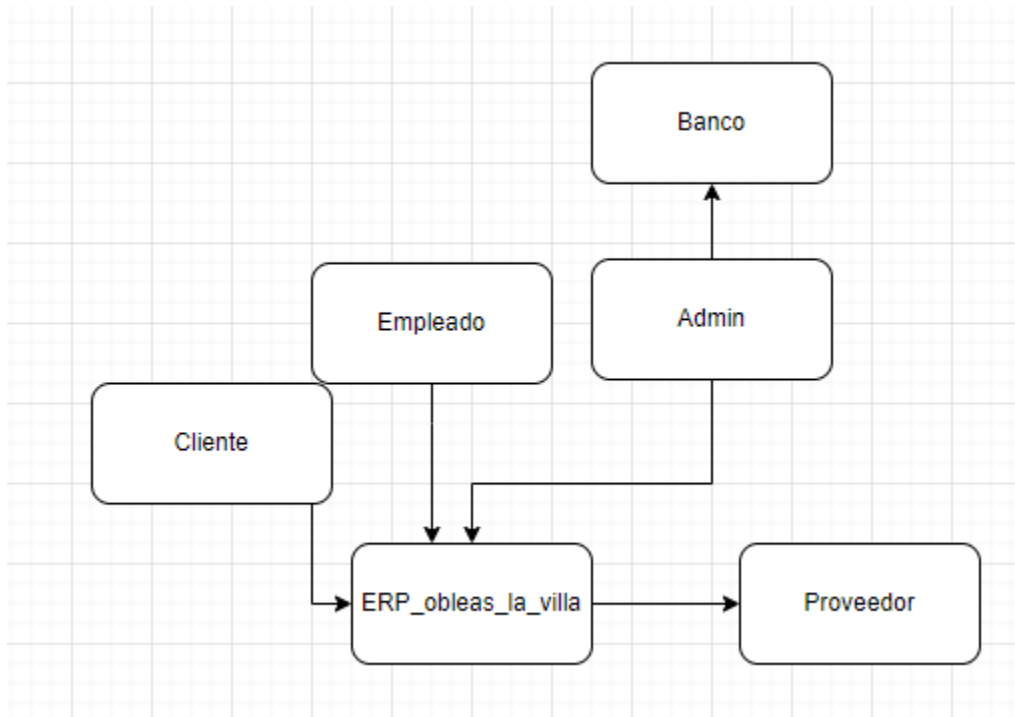 Banco
Empleado
Admin
Cliente
ERP_obleas_la_villa
Proveedor